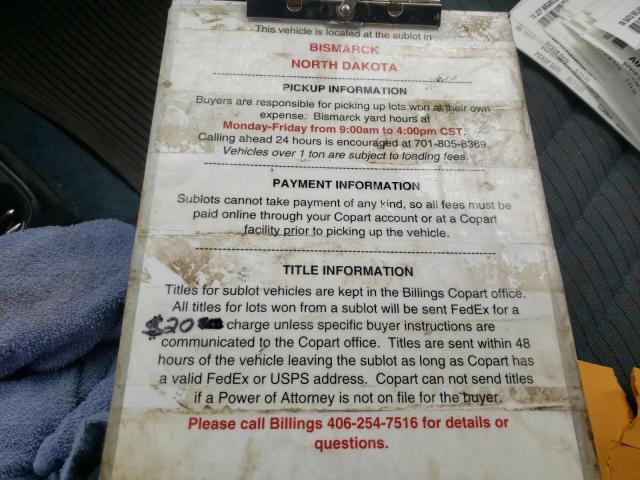 This vehicle is located at the sublot in
BISMARCK
NORTH DAKOTA
PICKUP INFORMATION
Buyers are responsible for picking up lots won at their own
expense. Bismarck yard hours at
Monday-Friday from 9:00am to 4:00pm CST.
Calling ahead 24 hours is encouraged at 701-805-8369.
Vehicles over 1 ton are subject to loading fees.
PAYMENT INFORMATION
Sublots cannot take payment of any kind, so all fees must be
paid online through your Copart account or at a Copart
facility prior to picking up the vehicle.
TITLE INFORMATION
Titles for sublot vehicles are kept in the Billings Copart office.
All titles for lots won from a sublot will be sent FedEx for a
$20 charge unless specific buyer instructions are
communicated to the Copart office. Titles are sent within 48
hours of the vehicle leaving the sublot as long as Copart has
a valid FedEx or USPS address. Copart can not send titles
if a Power of Attorney is not on file for the buyer.
Please call Billings 406-254-7516 for details or
questions.